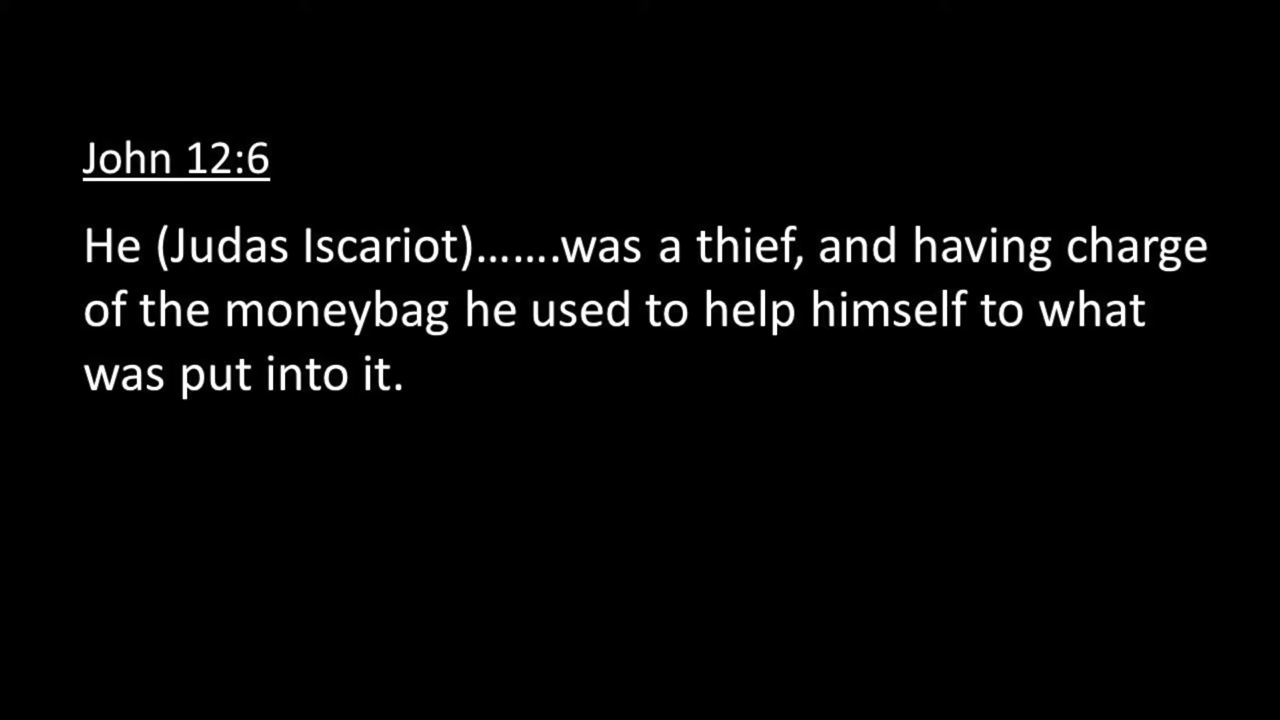 John 12:6
He (Judas Iscariot).......was a thief, and having charge
of the moneybag he used to help himself to what
was put into it.